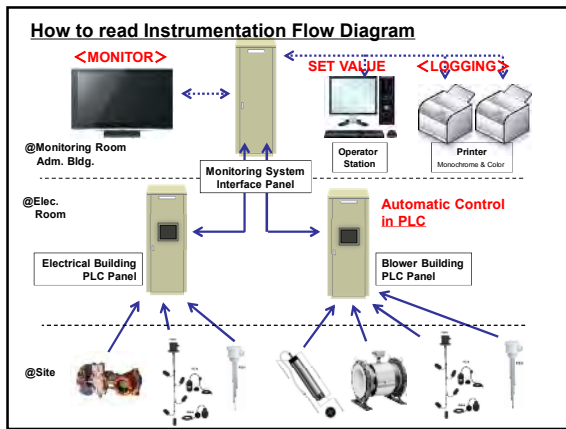 How to read Instrumentation Flow Diagram
<MONITOR>
SET VALUE
<LOGGING>
@Monitoring Room
Adm. Bldg.
Operator
Station
Printer
Monochrome & Color
Monitoring System
Interface Panel
@Elec.
Room
Automatic Control
in PLC
Electrical Building
PLC Panel
Blower Building
PLC Panel
@Site